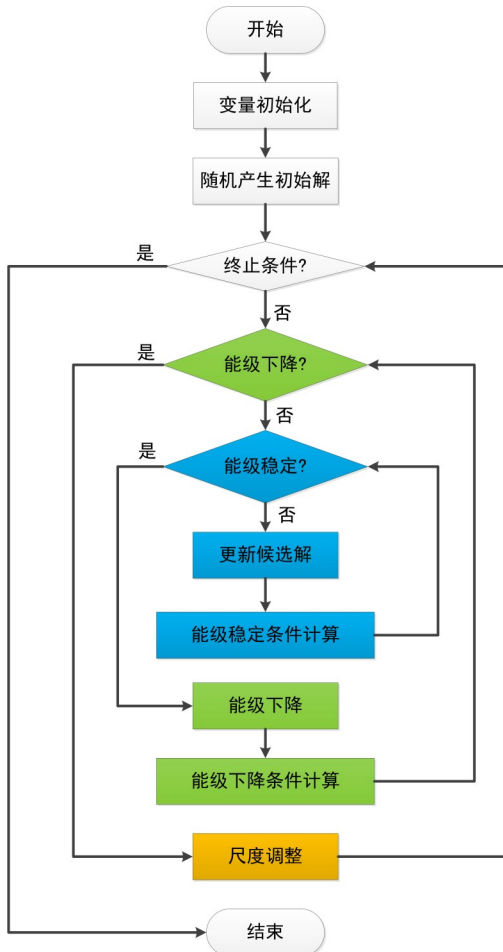 开始
变量初始化
随机产生初始解
是
终止条件?
否
是
能级下降?
否
是
能级稳定?
否
更新候选解
能级稳定条件计算
能级下降
能级下降条件计算
尺度调整
结束